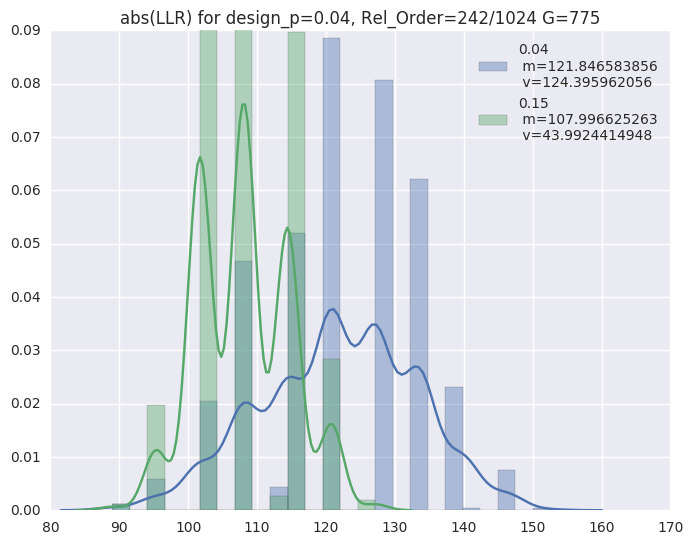 abs(LLR) for design_p=0.04, Rel_Order=242/1024 G=775
0.09
0.08
0.07
0.06
0.05
0.04
0.03
0.02
0.01
0.00
0.04
m=121.846583856
v=124.395962056
0.15
m=107.996625263
v=43.9924414948
80 90 100 110 120 130 140 150 160 170